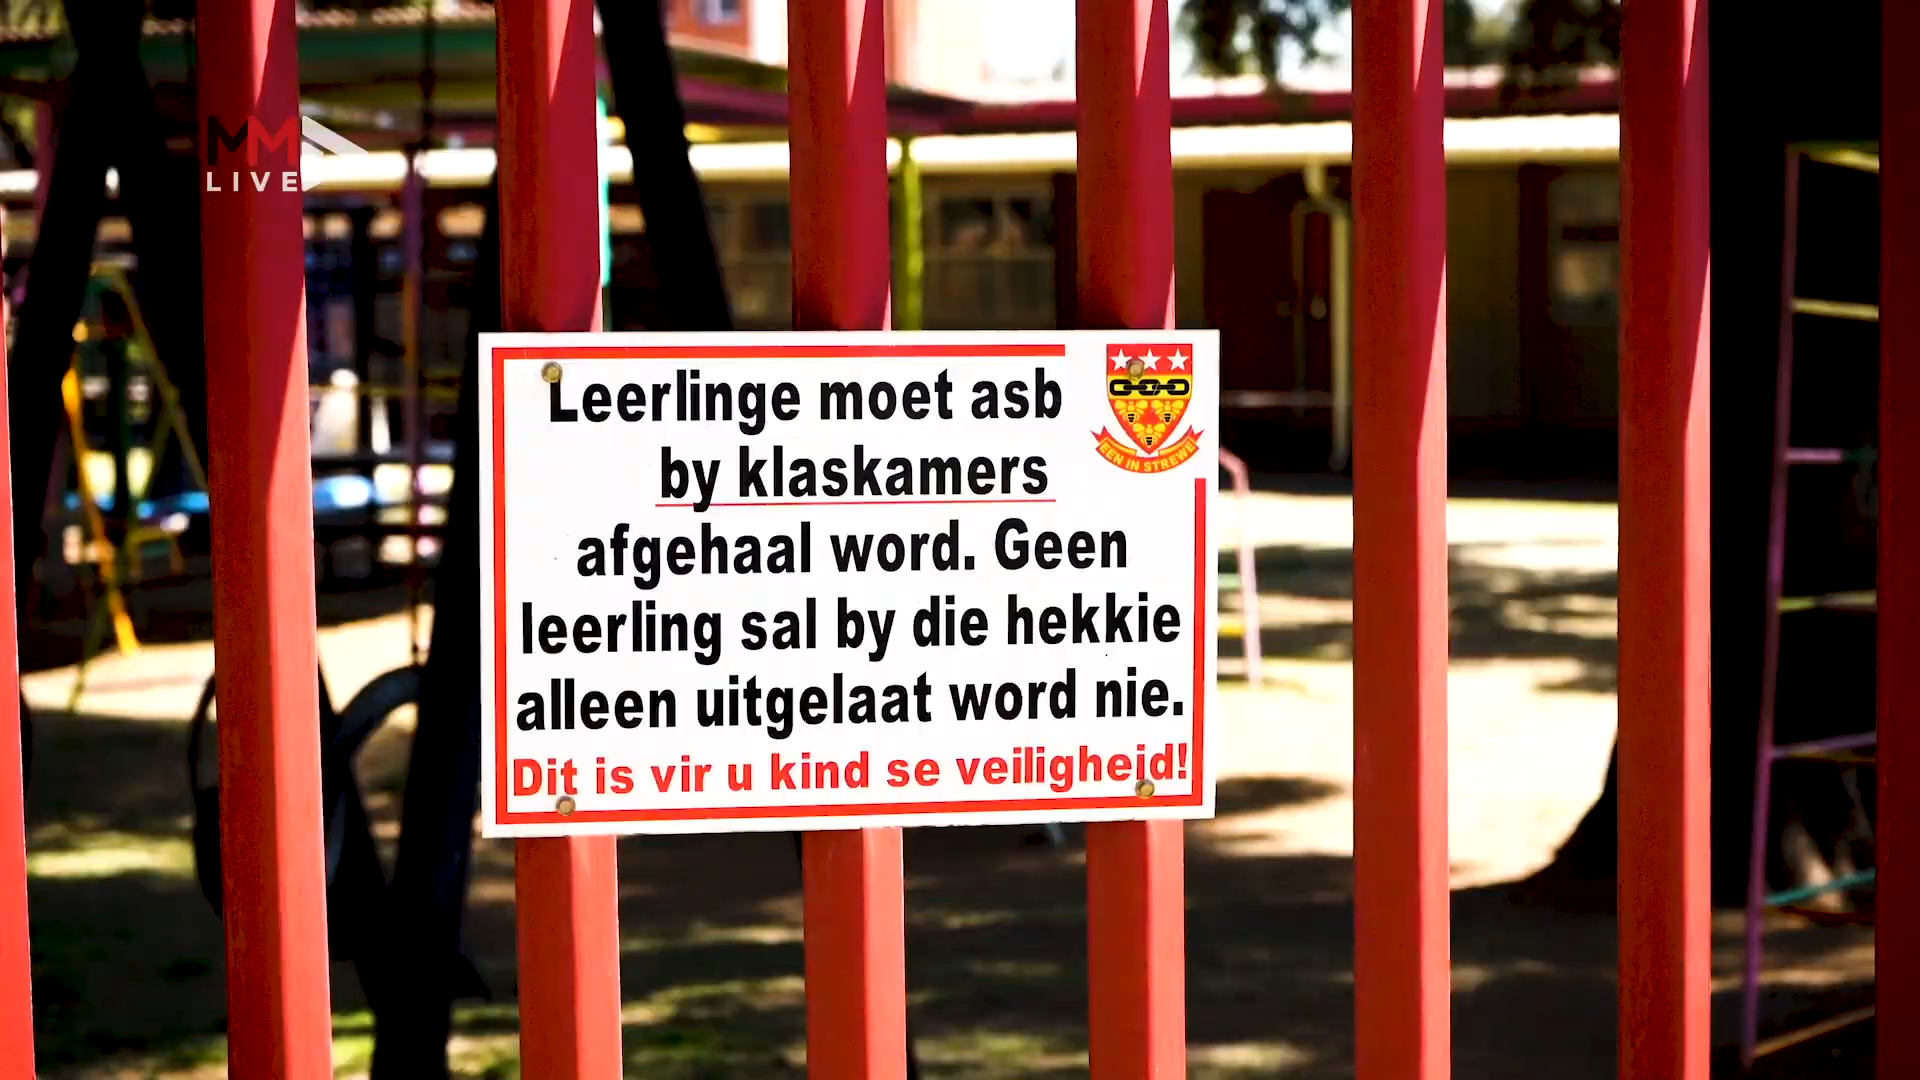 MM
LIVE
Leerlinge moet asb
by klaskamers
afgehaal word. Geen
leerling sal by die hekkie
alleen uitgelaat word nie.
Dit is vir u kind se veiligheid!
EEN IN STREWE